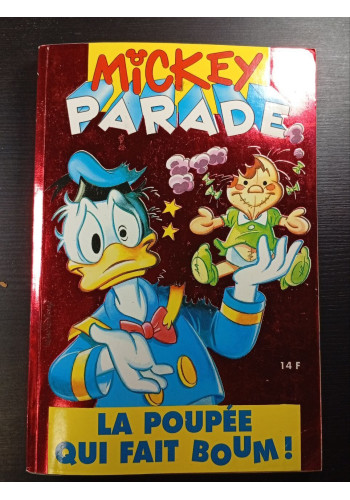 MICKEY
PARADE
14 F
LA POUPÉE
QUI FAIT BOUM !